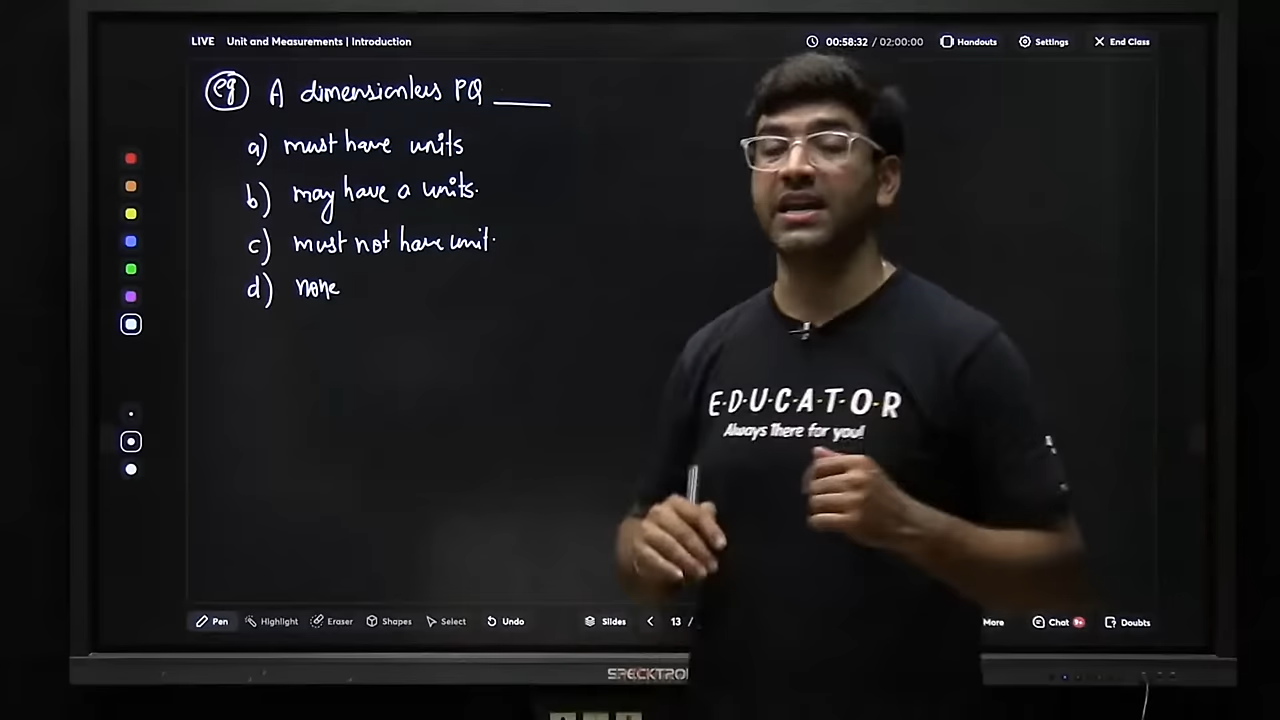 LIVE Unit and Measurements | Introduction 00:58:32 / 02:00:00 Handouts Settings End Class
eg A dimensionless PQ ____
a) must have units
b) may have a units.
c) must not have unit.
d) none
E·D·U·C·A·T·O·R
Always There for you!
Pen Highlight Eraser Shapes Select Undo Slides < 13 / More Chat 9+ Doubts
SPECKTRO